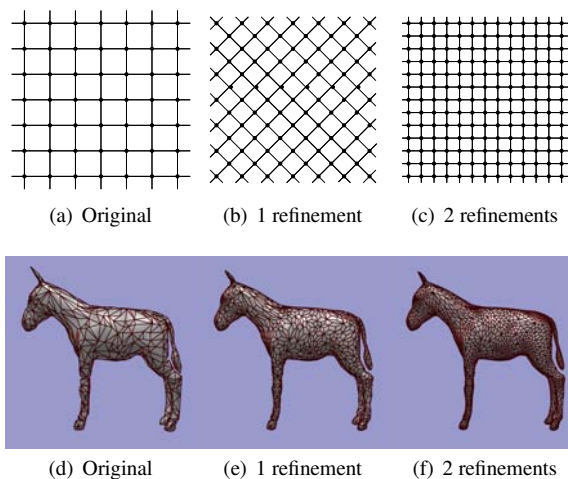 (a) Original
(b) 1 refinement
(c) 2 refinements
(d) Original
(e) 1 refinement
(f) 2 refinements